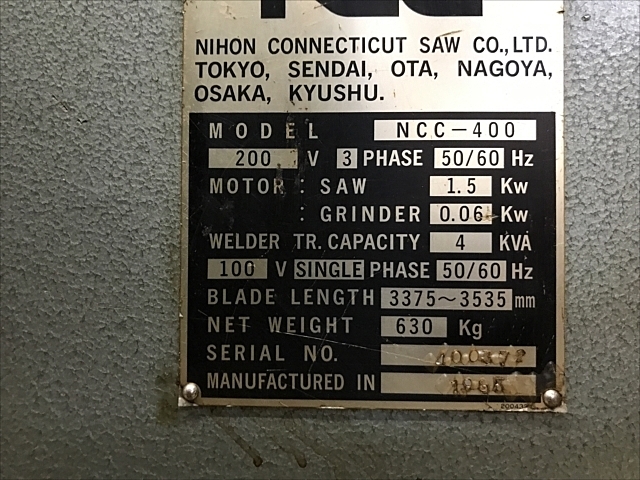 NIHON CONNECTICUT SAW CO.,LTD.
TOKYO, SENDAI, OTA, NAGOYA,
OSAKA, KYUSHU.
MODEL NCC-400
200 V 3 PHASE 50/60 Hz
MOTOR : SAW 1.5 Kw
: GRINDER 0.06 Kw
WELDER TR. CAPACITY 4 KVA
100 V SINGLE PHASE 50/60 Hz
BLADE LENGTH 3375~3535 mm
NET WEIGHT 630 Kg
SERIAL NO.
MANUFACTURED IN